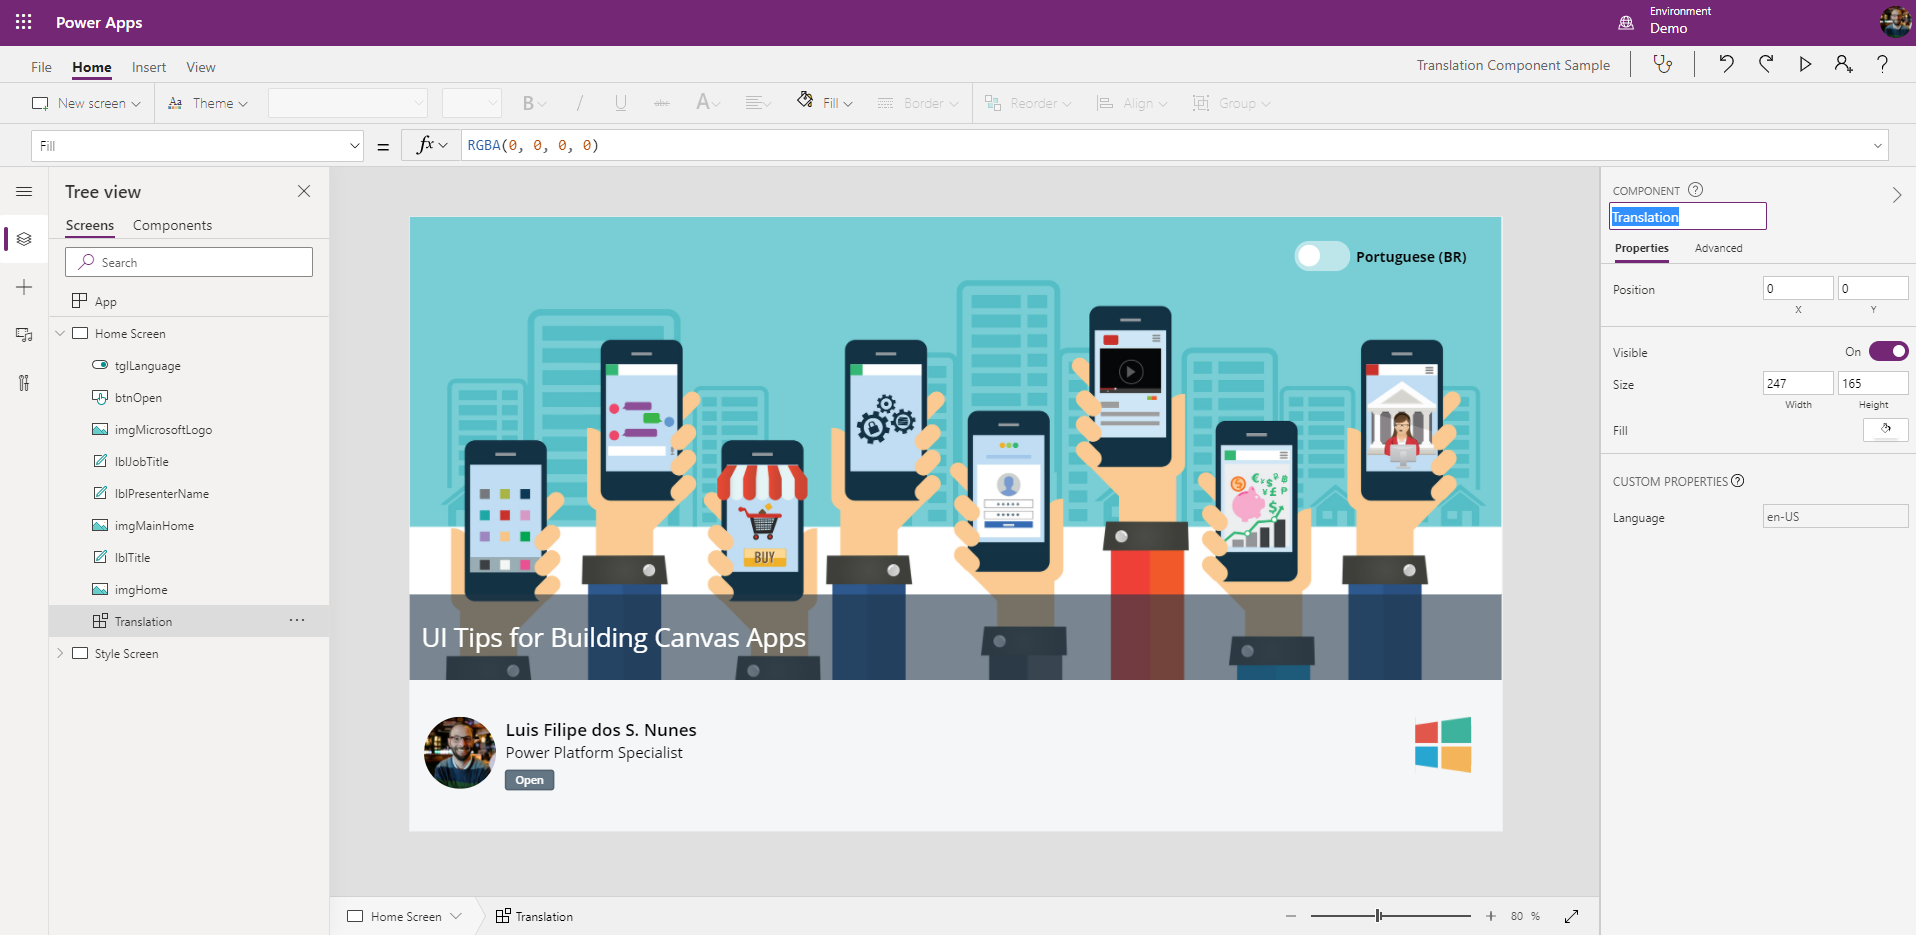 Power Apps
Environment
Demo
File Home Insert View
Translation Component Sample
New screen
Aa Theme
B / U abc A Fill Border Reorder Align Group
Fill = fx RGBA(0, 0, 0, 0)
Tree view
Screens Components
Search
App
Home Screen
tglLanguage
btnOpen
imgMicrosoftLogo
lblJobTitle
lblPresenterName
imgMainHome
lblTitle
imgHome
Translation ...
Style Screen
Portuguese (BR)
BUY
UI Tips for Building Canvas Apps
Luis Filipe dos S. Nunes
Power Platform Specialist
Open
Home Screen Translation
80 %
COMPONENT
Translation
Properties Advanced
Position 0 0
X Y
Visible On
Size 247 165
Width Height
Fill
CUSTOM PROPERTIES
Language en-US